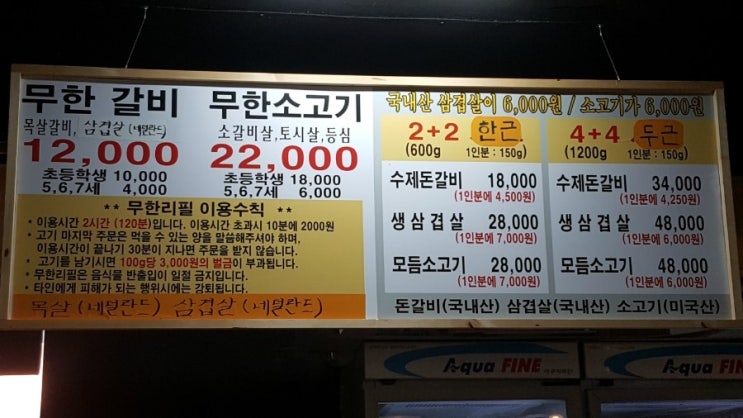 무한 갈비
목살갈비, 삼겹살 (네덜란드)
12,000
초등학생 10,000
5,6,7세 4,000
무한소고기
소갈비살,토시살,등심
22,000
초등학생 18,000
5,6,7세 6,000
** 무한리필 이용수칙 **
• 이용시간 2시간 (120분)입니다. 이용시간 초과시 10분에 2000원
• 고기 마지막 주문은 먹을 수 있는 양을 말씀해주셔야 하며,
이용시간이 끝나기 30분이 지나면 주문을 받지 않습니다.
• 고기를 남기시면 100g당 3,000원의 벌금이 부과됩니다.
• 무한리필은 음식물 반출입이 일절 금지입니다.
• 타인에게 피해가 되는 행위시에는 강퇴됩니다.
목살 (네덜란드) 삼겹살 (네덜란드)
국내산 삼겹살이 6,000원 / 소고기가 6,000원
2+2 한근
(600g 1인분 : 150g)
4+4 두근
(1200g 1인분 : 150g)
수제돈갈비 18,000
(1인분에 4,500원)
수제돈갈비 34,000
(1인분에 4,250원)
생삼겹살 28,000
(1인분에 7,000원)
생삼겹살 48,000
(1인분에 6,000원)
모듬소고기 28,000
(1인분에 7,000원)
모듬소고기 48,000
(1인분에 6,000원)
돈갈비(국내산) 삼겹살(국내산) 소고기(미국산)
Aqua FINE
Aqua FINE